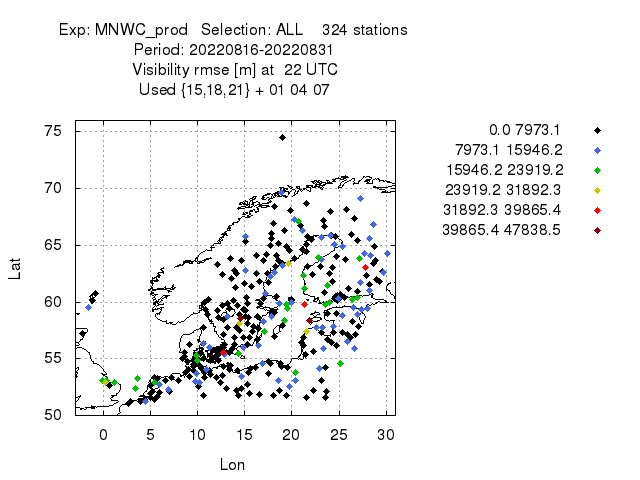 Exp: MNWC_prod Selection: ALL 324 stations
Period: 20220816-20220831
Visibility rmse [m] at 22 UTC
Used {15,18,21} + 01 04 07
0.0 7973.1
7973.1 15946.2
15946.2 23919.2
23919.2 31892.3
31892.3 39865.4
39865.4 47838.5
75
70
65
60
55
50
Lat
0 5 10 15 20 25 30
Lon